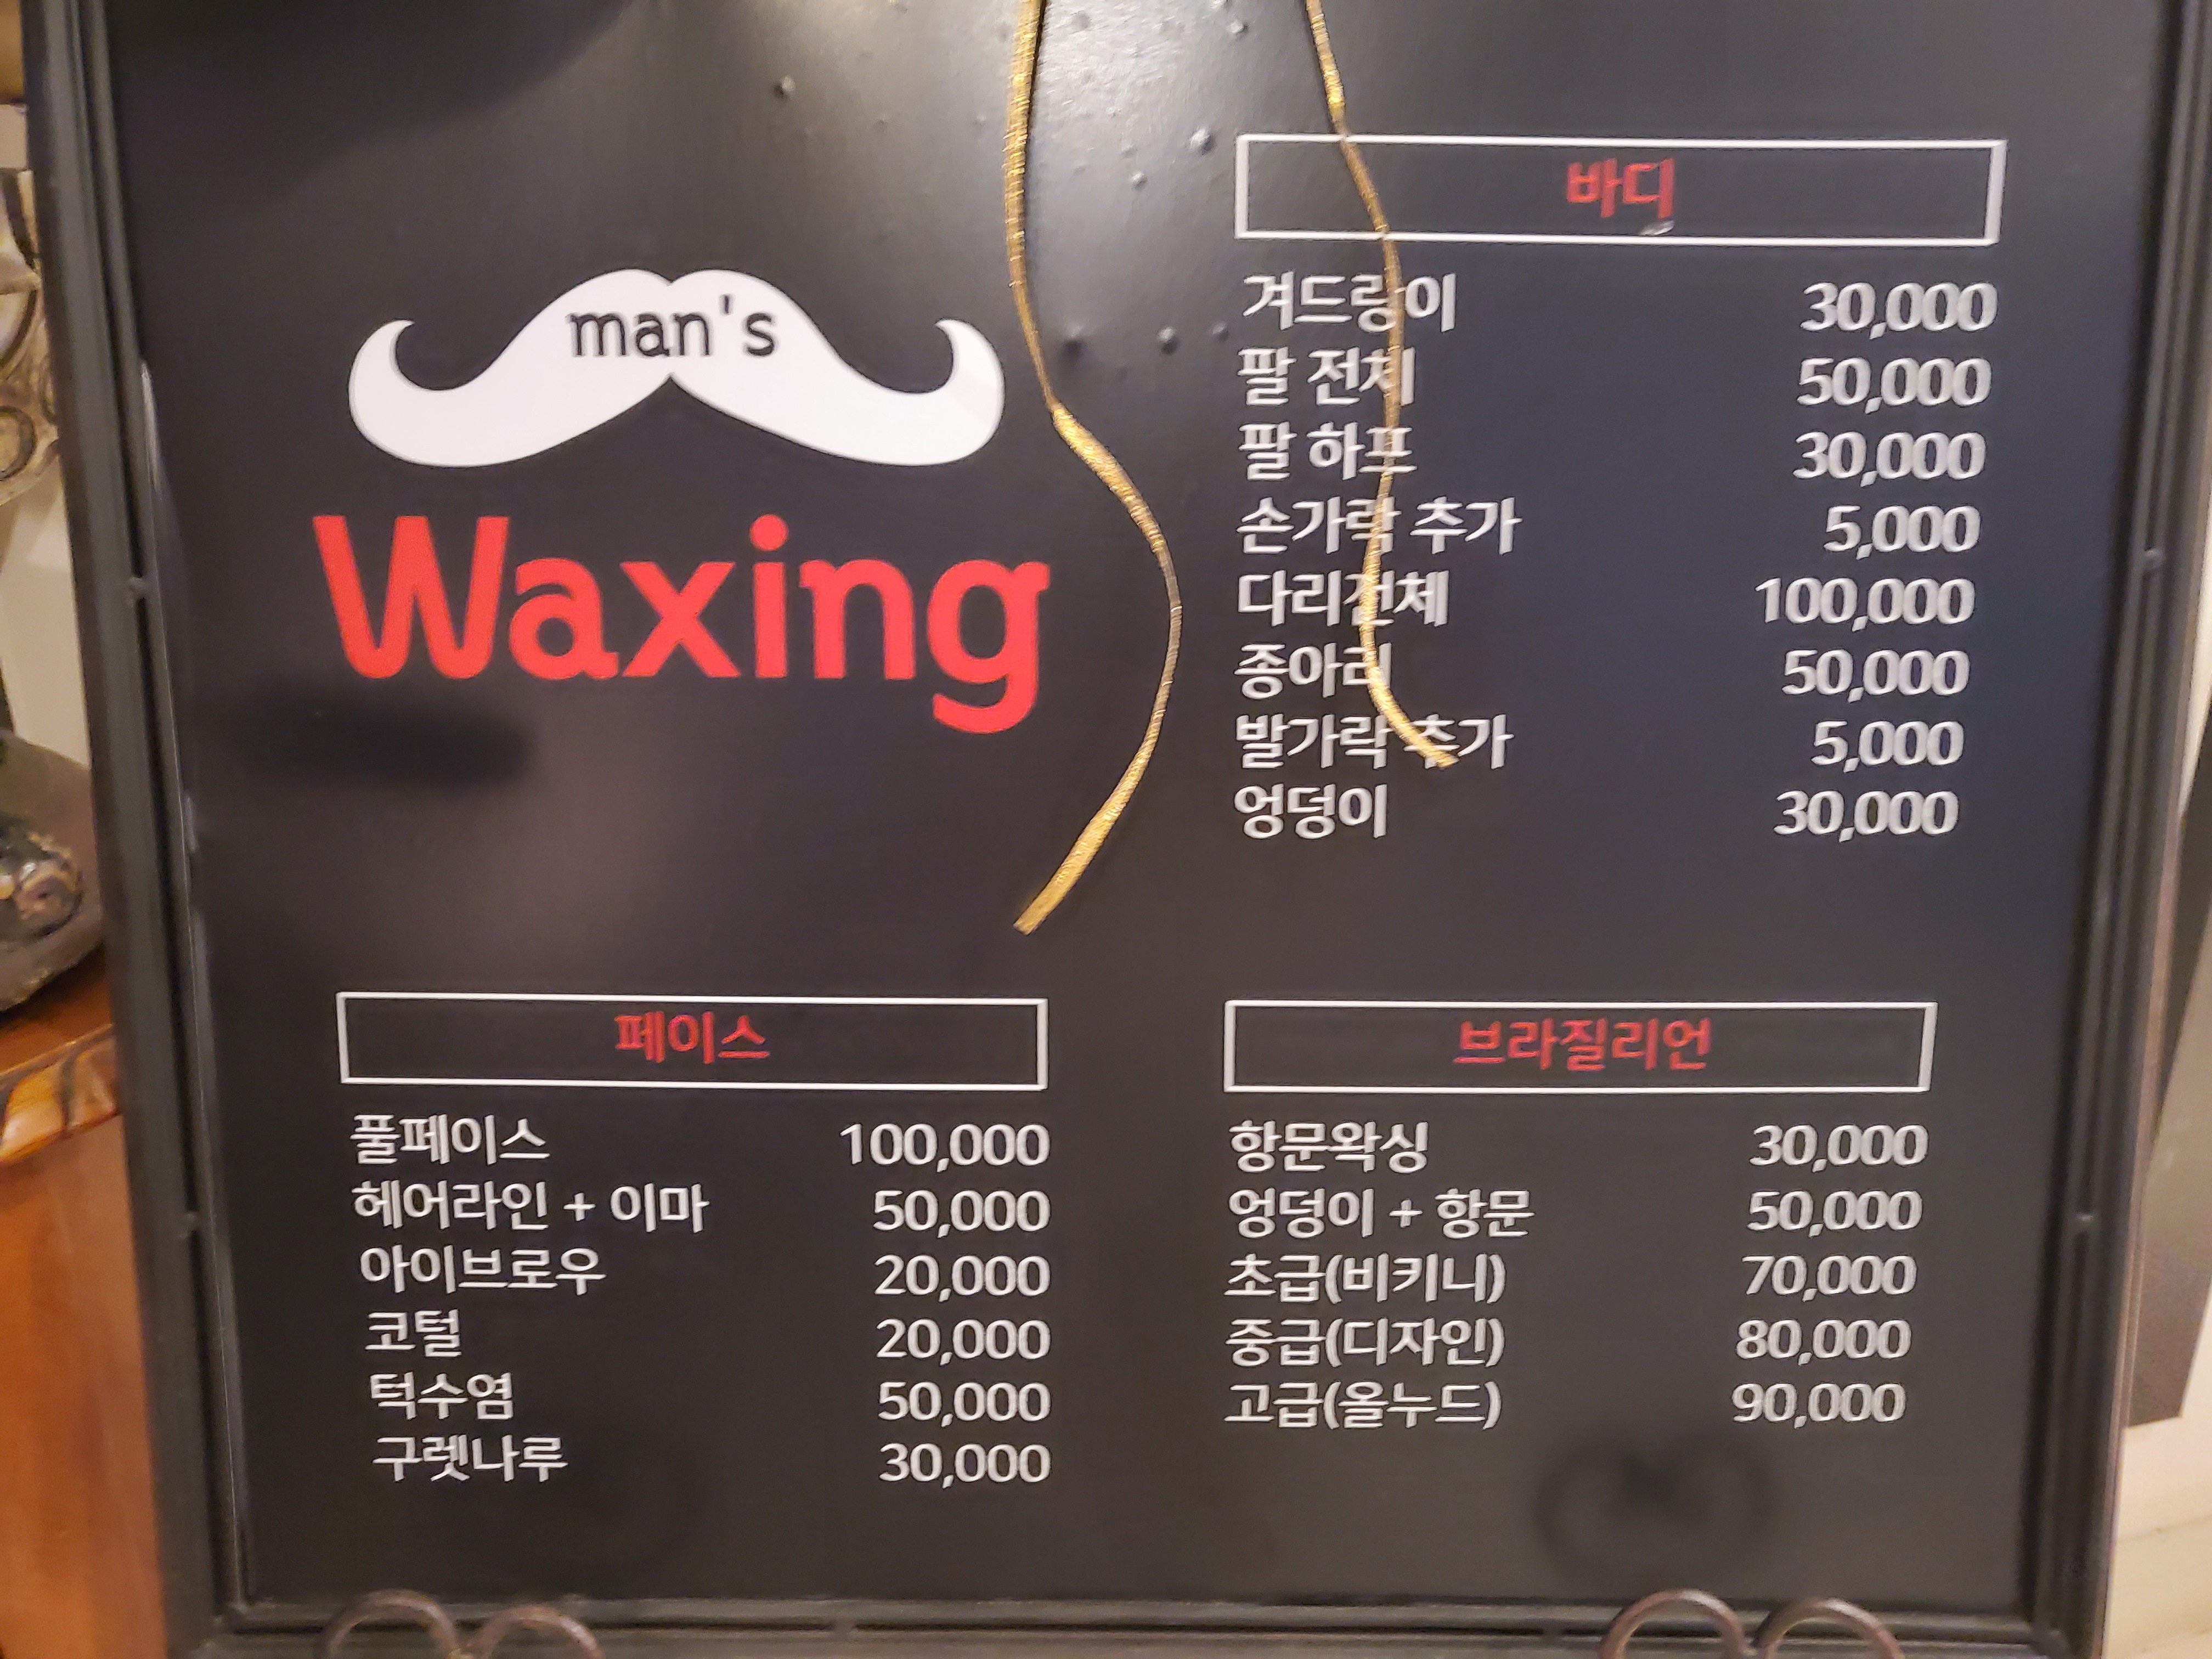 man's
Waxing
바디
겨드랑이 30,000
팔 전체 50,000
팔 하프 30,000
손가락 추가 5,000
다리전체 100,000
종아리 50,000
발가락 추가 5,000
엉덩이 30,000
페이스
풀페이스 100,000
헤어라인 + 이마 50,000
아이브로우 20,000
코털 20,000
턱수염 50,000
구렛나루 30,000
브라질리언
항문왁싱 30,000
엉덩이 + 항문 50,000
초급(비키니) 70,000
중급(디자인) 80,000
고급(올누드) 90,000